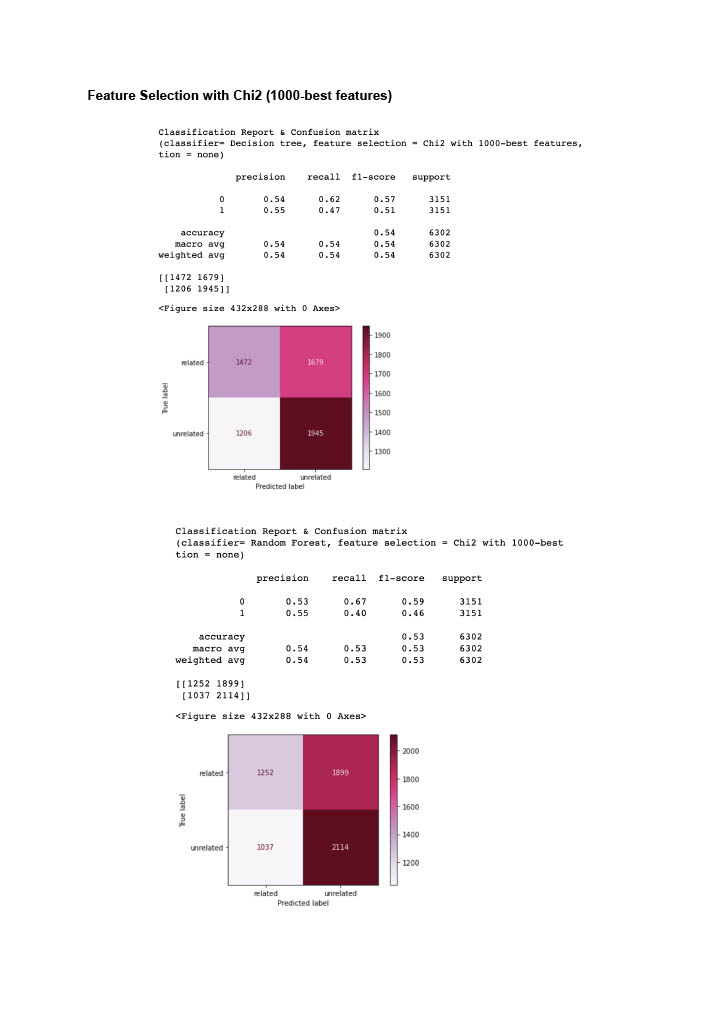 Feature Selection with Chi2 (1000-best features)
Classification Report & Confusion matrix
(classifier= Decision tree, feature selection = Chi2 with 1000-best features,
tion = none)
precision recall f1-score support
0 0.54 0.62 0.57 3151
1 0.55 0.47 0.51 3151
accuracy 0.54 6302
macro avg 0.54 0.54 0.54 6302
weighted avg 0.54 0.54 0.54 6302
[[1472 1679]
[1206 1945]]
<Figure size 432x288 with 0 Axes>
1900
1800
1700
1600
1500
1400
1300
related 1472 1679
True label
unrelated 1206 1945
related unrelated
Predicted label
Classification Report & Confusion matrix
(classifier= Random Forest, feature selection = Chi2 with 1000-best
tion = none)
precision recall f1-score support
0 0.53 0.67 0.59 3151
1 0.55 0.40 0.46 3151
accuracy 0.53 6302
macro avg 0.54 0.53 0.53 6302
weighted avg 0.54 0.53 0.53 6302
[[1252 1899]
[1037 2114]]
<Figure size 432x288 with 0 Axes>
2000
1800
1600
1400
1200
related 1252 1899
True label
unrelated 1037 2114
related unrelated
Predicted label